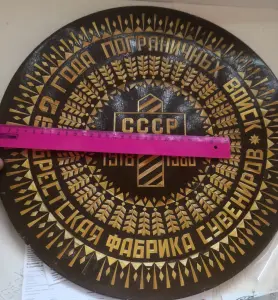 62 ГОДА ПОГРАНИЧНЫХ ВОЙСК
СССР
1918 1980
БРЕСТСКАЯ ФАБРИКА СУВЕНИРОВ